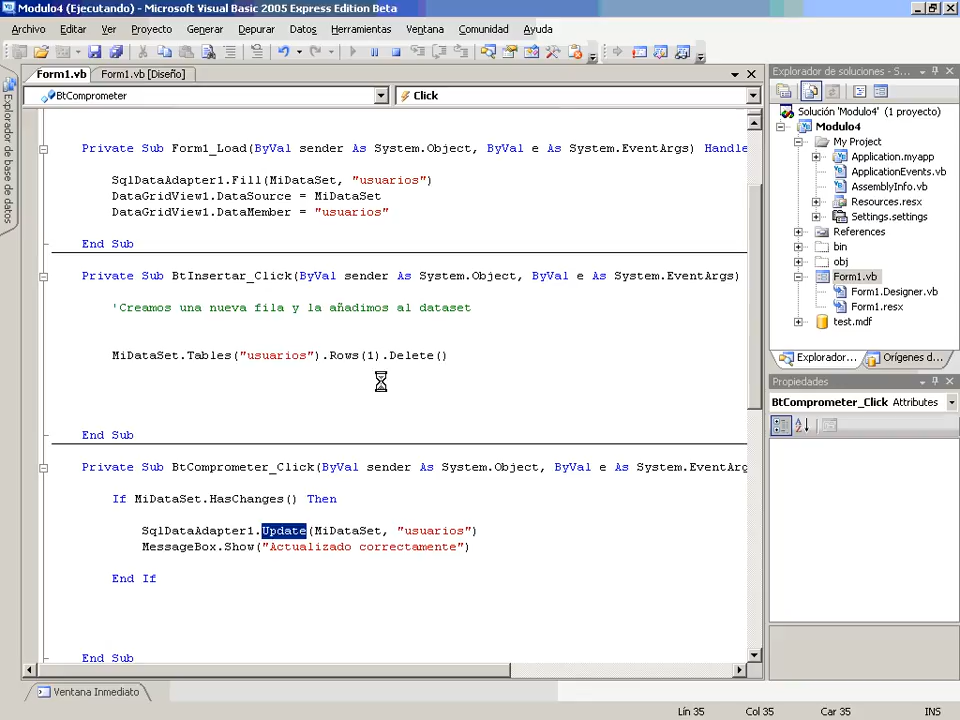 Modulo4 (Ejecutando) - Microsoft Visual Basic 2005 Express Edition Beta
Archivo Editar Ver Proyecto Generar Depurar Datos Herramientas Ventana Comunidad Ayuda
Form1.vb Form1.vb [Diseño]
BtComprometer Click
Private Sub Form1_Load(ByVal sender As System.Object, ByVal e As System.EventArgs) Handle
SqlDataAdapter1.Fill(MiDataSet, "usuarios")
DataGridView1.DataSource = MiDataSet
DataGridView1.DataMember = "usuarios"
End Sub
Private Sub BtInsertar_Click(ByVal sender As System.Object, ByVal e As System.EventArgs)
'Creamos una nueva fila y la añadimos al dataset
MiDataSet.Tables("usuarios").Rows(1).Delete()
End Sub
Private Sub BtComprometer_Click(ByVal sender As System.Object, ByVal e As System.EventArg
If MiDataSet.HasChanges() Then
SqlDataAdapter1.Update(MiDataSet, "usuarios")
MessageBox.Show("Actualizado correctamente")
End If
End Sub
Explorador de base de datos
Ventana Inmediato
Explorador de soluciones - S...
Solución 'Modulo4' (1 proyecto)
Modulo4
My Project
Application.myapp
ApplicationEvents.vb
AssemblyInfo.vb
Resources.resx
Settings.settings
References
bin
obj
Form1.vb
Form1.Designer.vb
Form1.resx
test.mdf
Explorador... Orígenes d...
Propiedades
BtComprometer_Click Attributes
Lín 35 Col 35 Car 35 INS